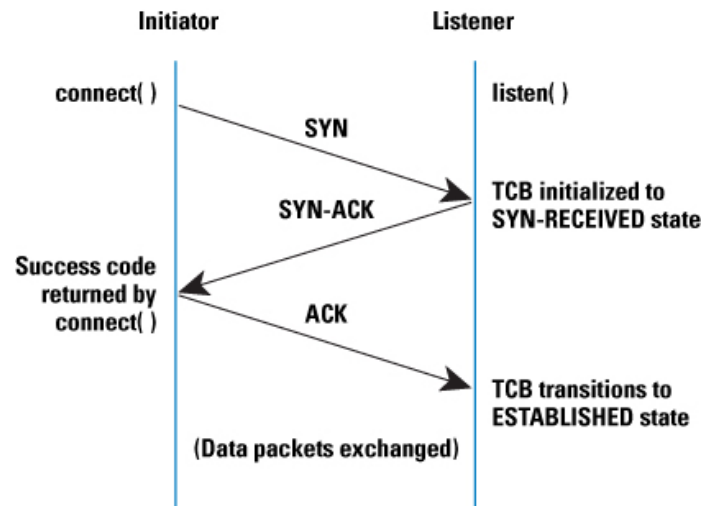 Initiator
Listener
connect( )
listen( )
SYN
TCB initialized to
SYN-RECEIVED state
SYN-ACK
Success code
returned by
connect( )
ACK
TCB transitions to
ESTABLISHED state
(Data packets exchanged)